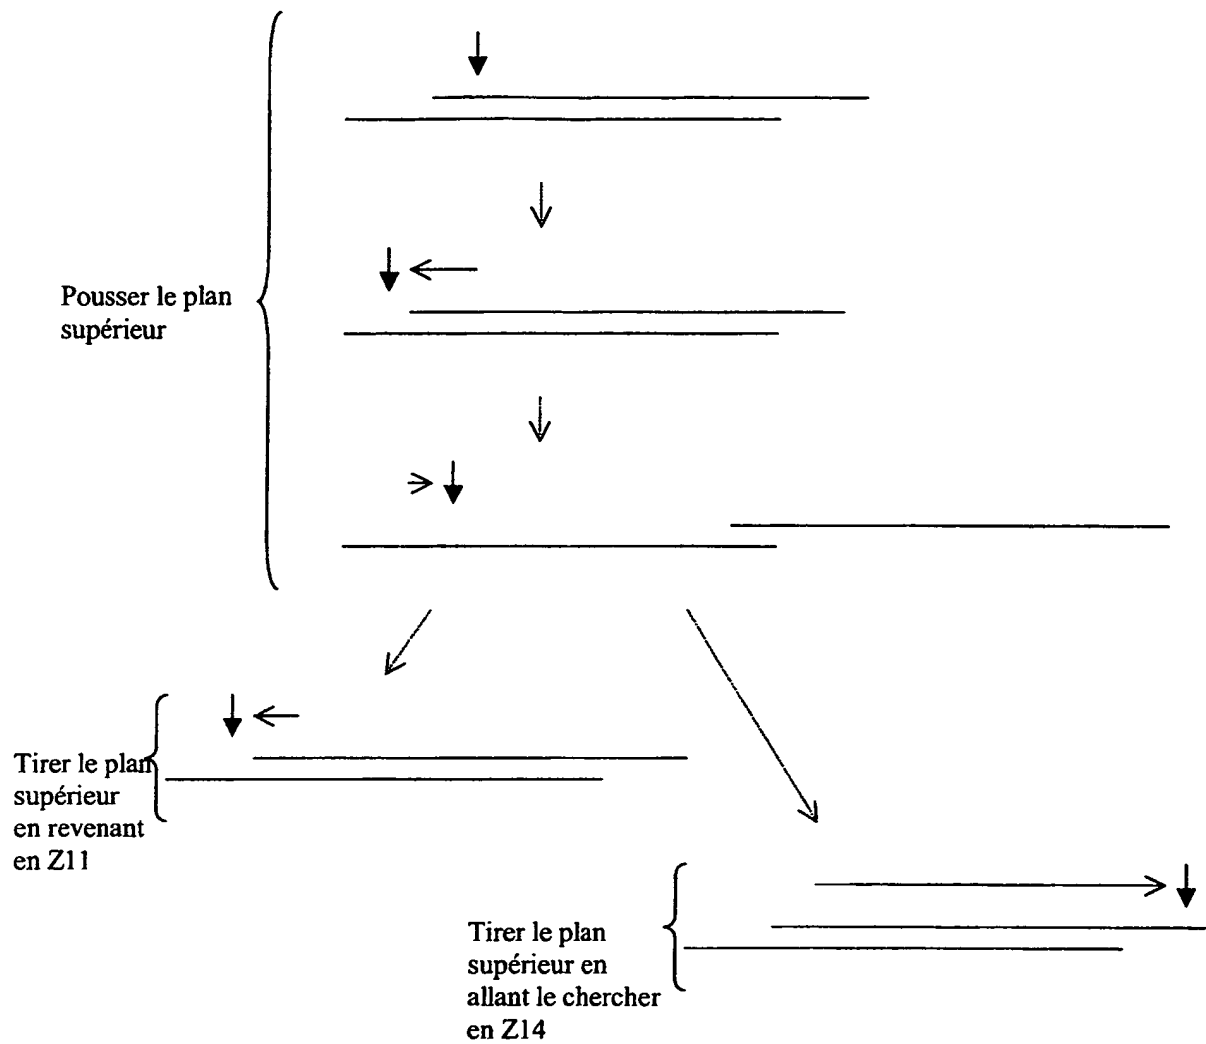 Pousser le plan
supérieur
Tirer le plan
supérieur
en revenant
en Z11
Tirer le plan
supérieur en
allant le chercher
en Z14